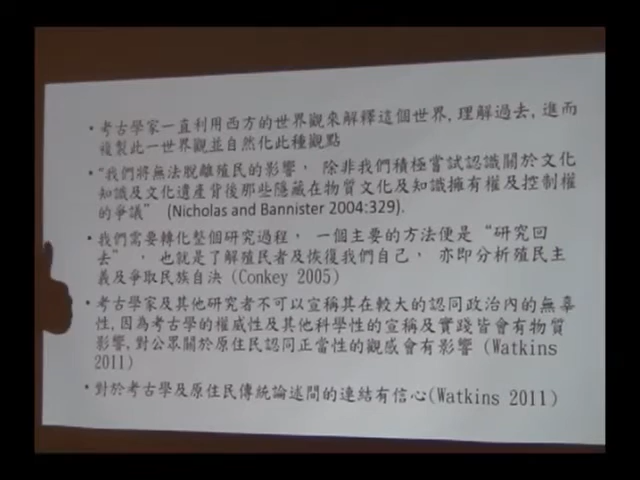 • 考古學家一直利用西方的世界觀來解釋這個世界, 理解過去, 進而
複製此一世界觀並自然化此種觀點
• “我們將無法脫離殖民的影響， 除非我們積極嘗試認識關於文化
知識及文化遺產背後那些隱藏在物質文化及知識擁有權及控制權
的爭議” (Nicholas and Bannister 2004:329).
• 我們需要轉化整個研究過程， 一個主要的方法便是 “研究回
去” ， 也就是了解殖民者及恢復我們自己， 亦即分析殖民主
義及爭取民族自決 (Conkey 2005)
• 考古學家及其他研究者不可以宣稱其在較大的認同政治內的無辜
性, 因為考古學的權威性及其他科學性的宣稱及實踐皆會有物質
影響, 對公眾關於原住民認同正當性的觀感會有影響 (Watkins
2011)
• 對於考古學及原住民傳統論述間的連結有信心(Watkins 2011)